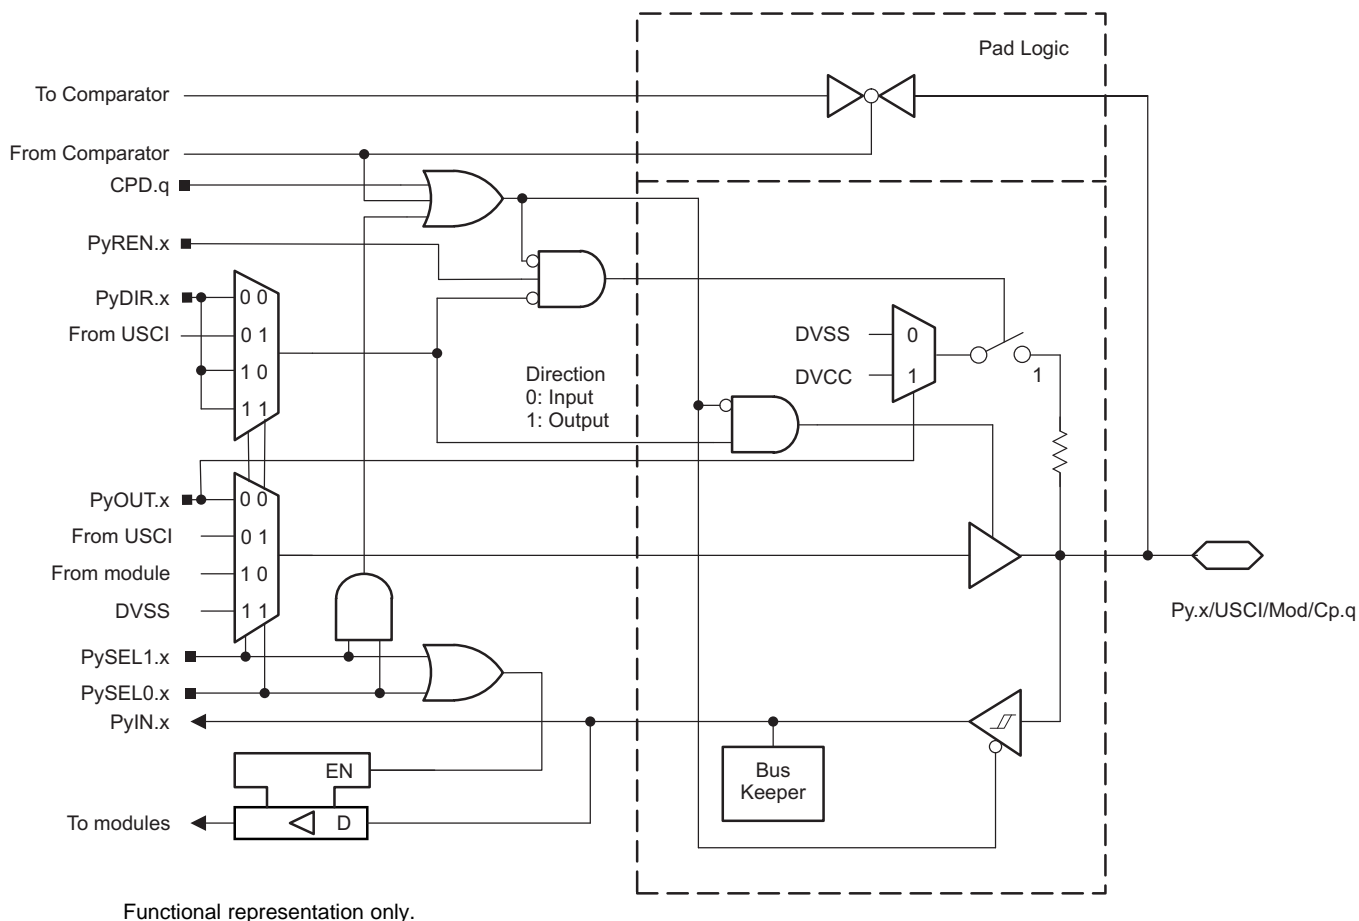 Pad Logic
To Comparator
From Comparator
CPD.q
PyREN.x
PyDIR.x
0 0
From USCI
0 1
1 0
1 1
Direction
0: Input
1: Output
DVSS
0
DVCC
1
1
PyOUT.x
0 0
From USCI
0 1
From module
1 0
DVSS
1 1
Py.x/USCI/Mod/Cp.q
PySEL1.x
PySEL0.x
PyIN.x
EN
Bus
Keeper
To modules
D
Functional representation only.